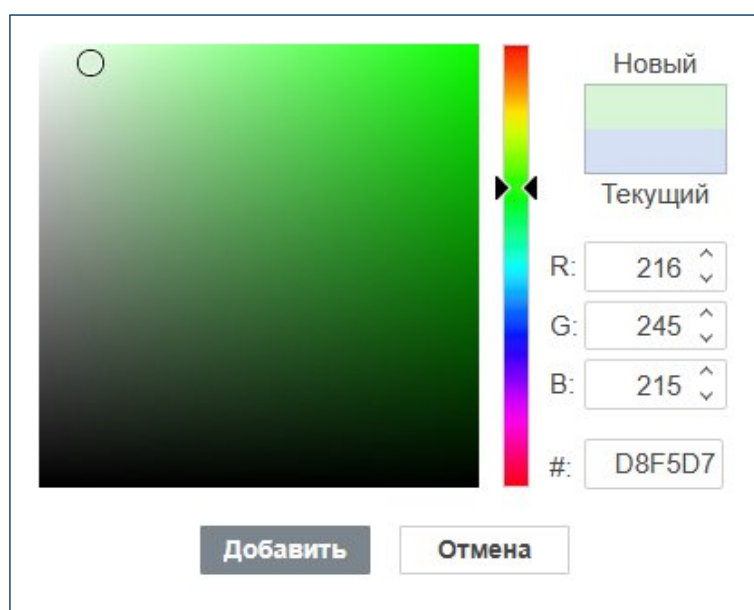 Новый
Текущий
R: 216
G: 245
B: 215
#: D8F5D7
Добавить Отмена